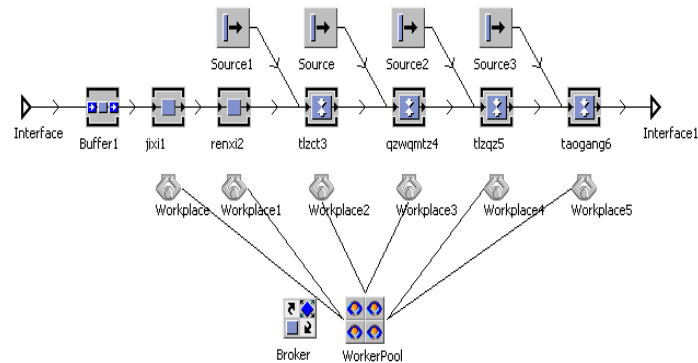 Source1 Source Source2 Source3
Interface Buffer1 jixi1 renxi2 tlzct3 qzwqmtz4 tlzqz5 taogang6 Interface1
Workplace Workplace1 Workplace2 Workplace3 Workplace4 Workplace5
Broker WorkerPool